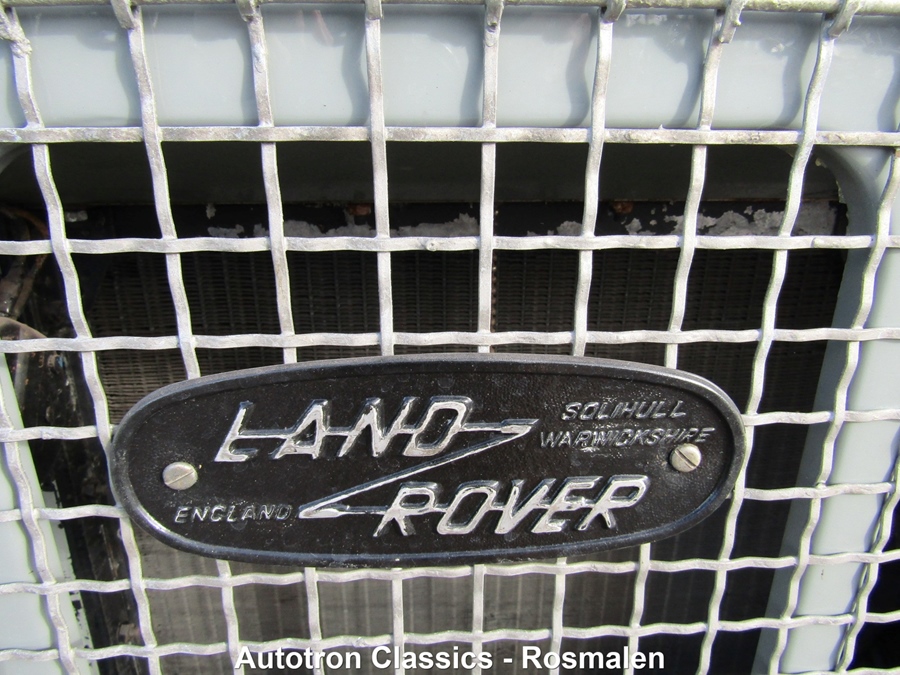 LAND
SOLIHULL
WARWICKSHIRE
ENGLAND
ROVER
Autotron Classics - Rosmalen